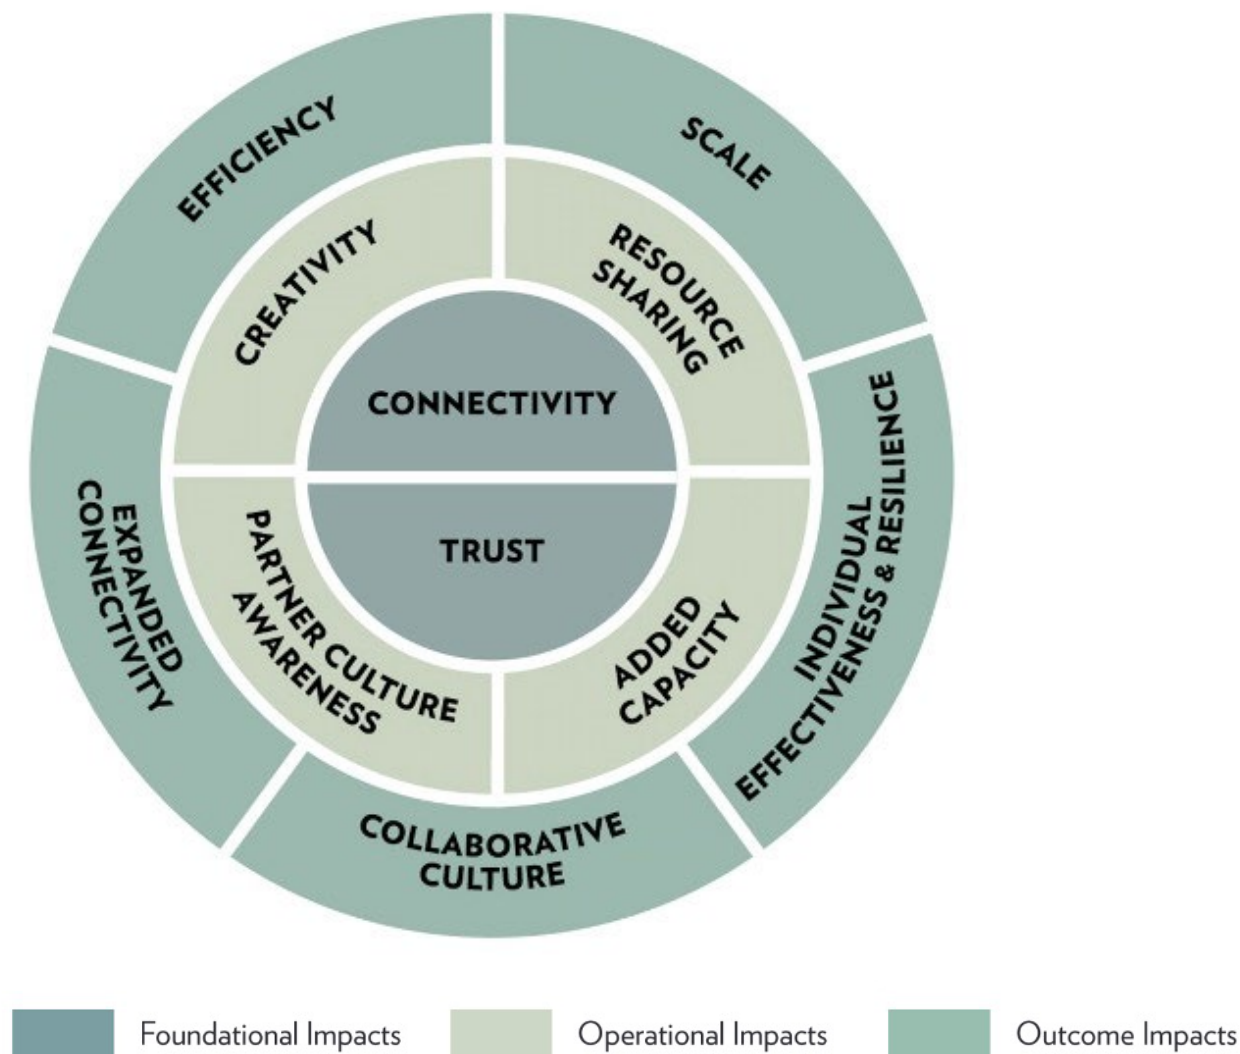 EFFICIENCY
SCALE
CREATIVITY
RESOURCE
SHARING
CONNECTIVITY
TRUST
EXPANDED
CONNECTIVITY
PARTNER CULTURE
AWARENESS
ADDED
CAPACITY
INDIVIDUAL
EFFECTIVENESS & RESILIENCE
COLLABORATIVE
CULTURE
Foundational Impacts
Operational Impacts
Outcome Impacts